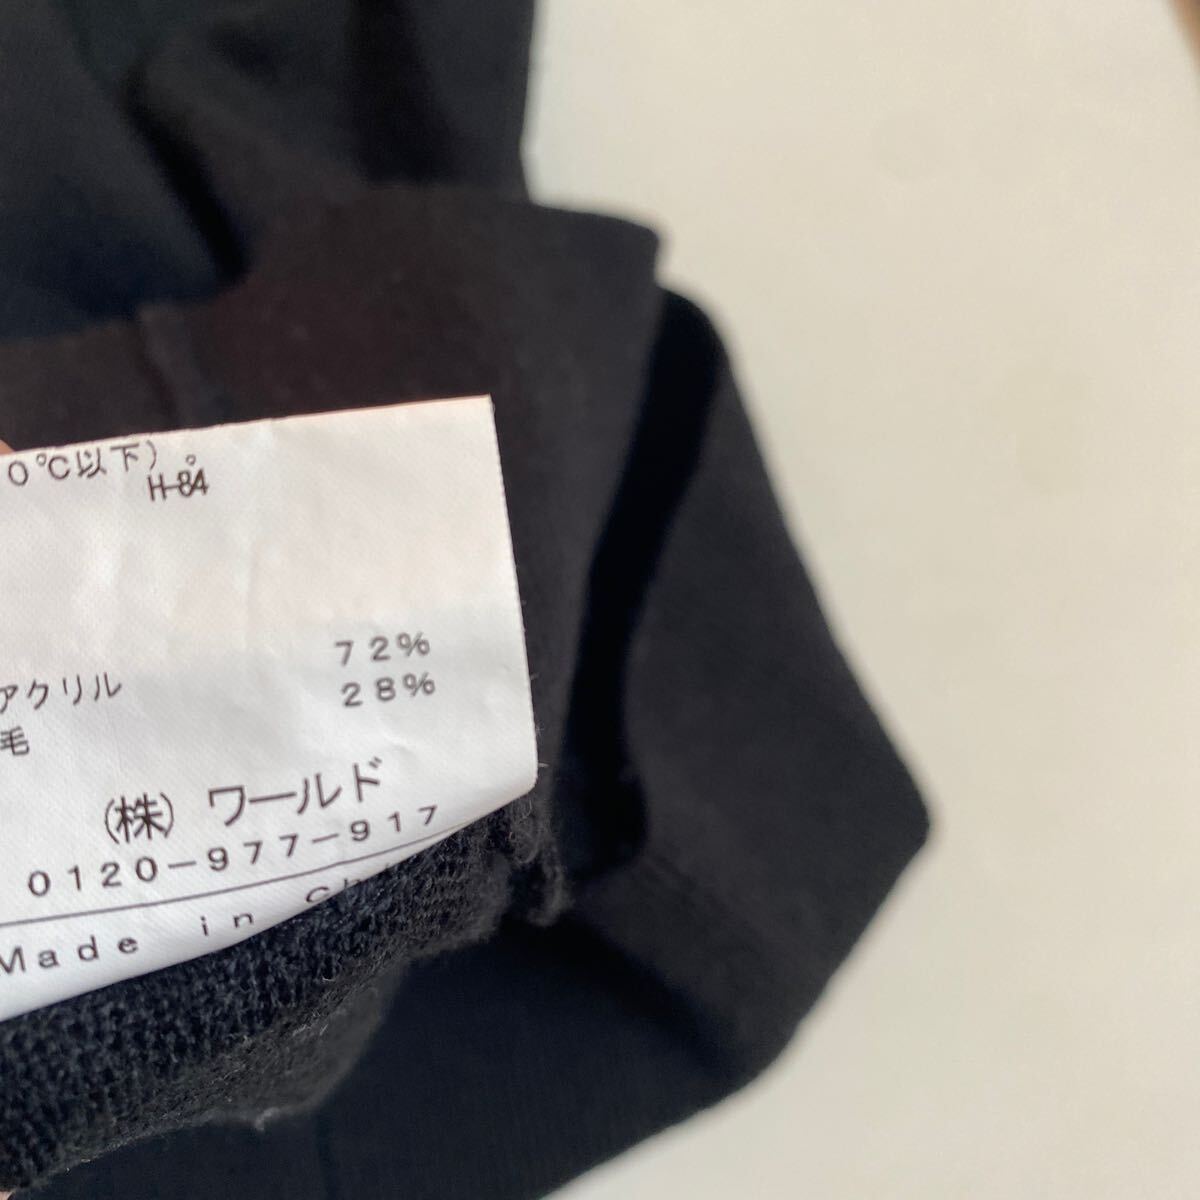 0℃以下)。
H-84
72%
アクリル 28%
毛
(株) ワールド
0120-977-917
Made in Ch